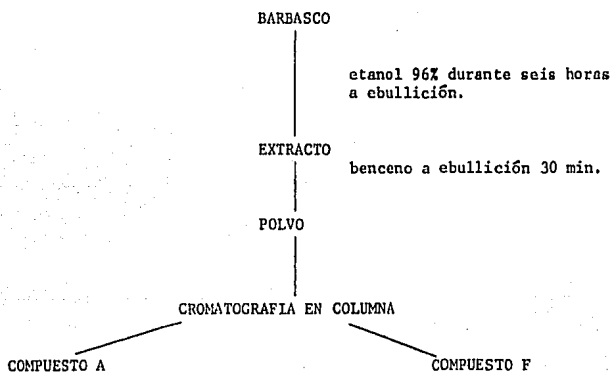 BARBASCO
etanol 96% durante seis horas
a ebullición.
EXTRACTO
benceno a ebullición 30 min.
POLVO
CROMATOGRAFIA EN COLUMNA
COMPUESTO A
COMPUESTO F